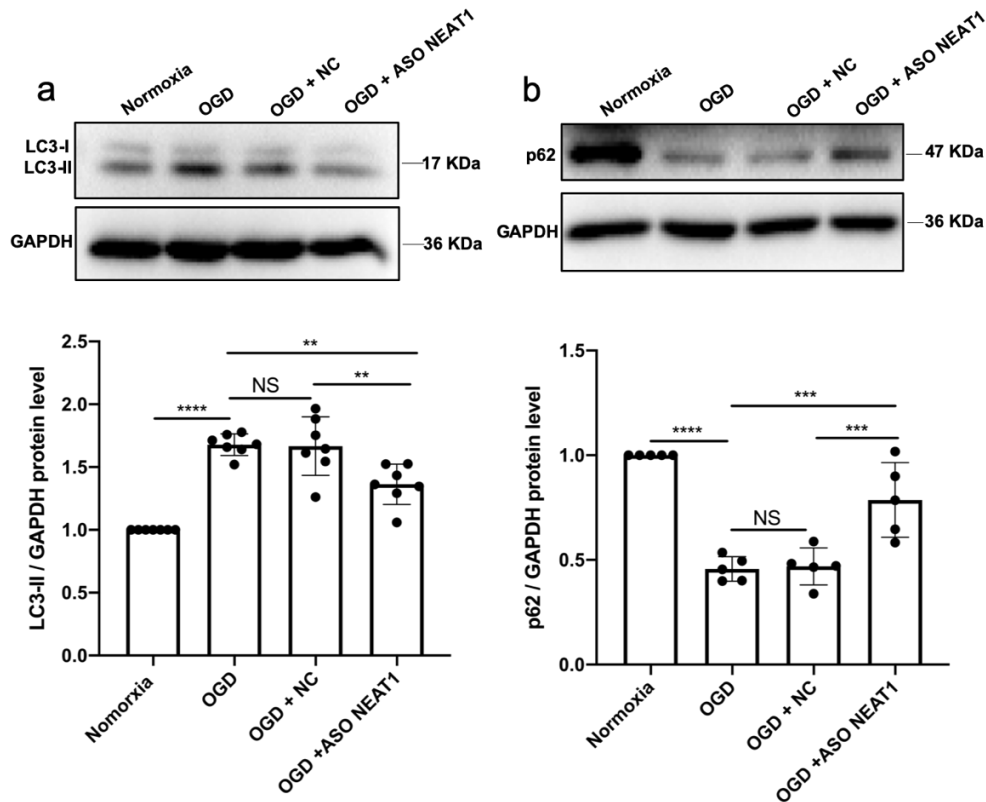 a
Normoxia
OGD
OGD + NC
OGD + ASO NEAT1
LC3-I
LC3-II
17 KDa
GAPDH
36 KDa
b
Normoxia
OGD
OGD + NC
OGD + ASO NEAT1
p62
47 KDa
GAPDH
36 KDa
LC3-II / GAPDH protein level
2.5
2.0
1.5
1.0
0.5
0.0
**
NS
**
****
Nomorxia
OGD
OGD + NC
OGD +ASO NEAT1
p62 / GAPDH protein level
1.5
1.0
0.5
0.0
***
****
***
NS
Normoxia
OGD
OGD + NC
OGD +ASO NEAT1